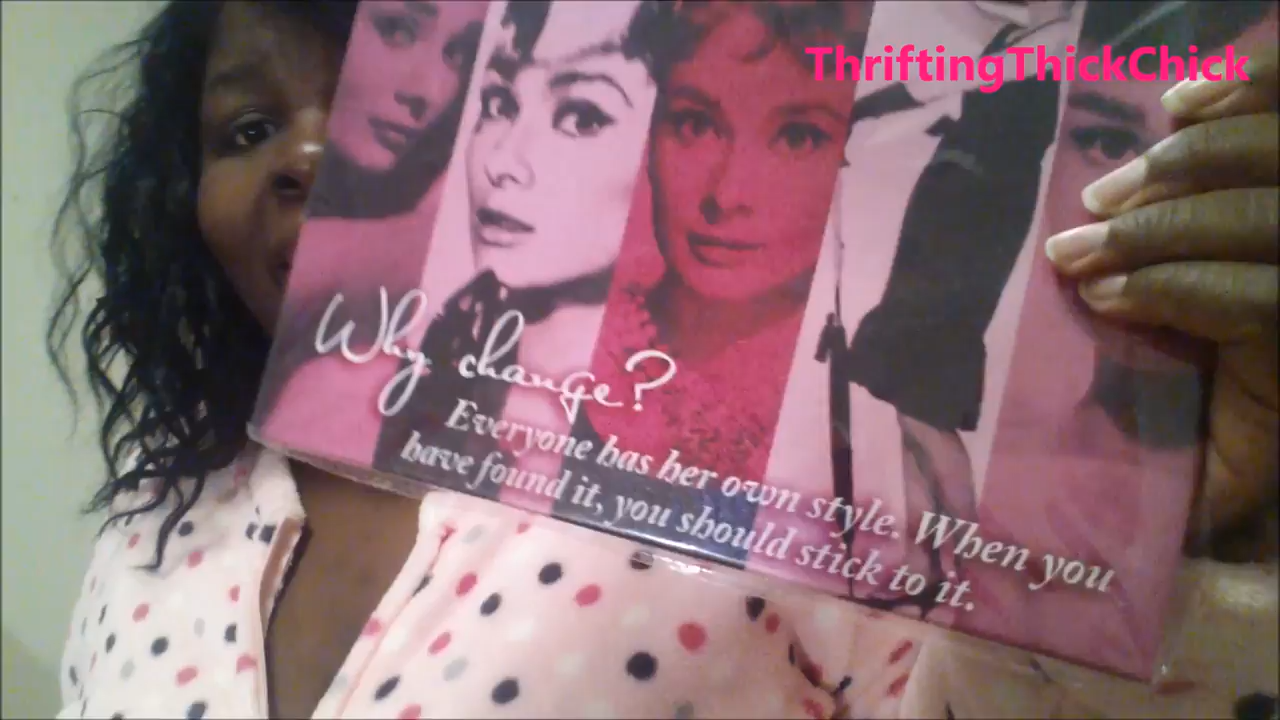 ThriftingThickChick
Why change?
Everyone has her own style. When you
have found it, you should stick to it.